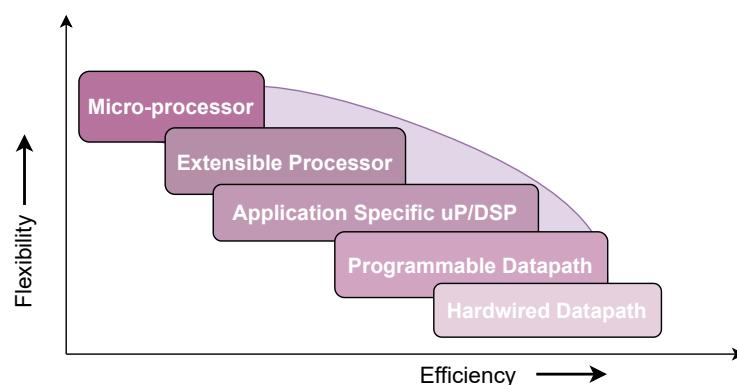 Micro-processor
Extensible Processor
Application Specific uP/DSP
Programmable Datapath
Hardwired Datapath
Flexibility
Efficiency